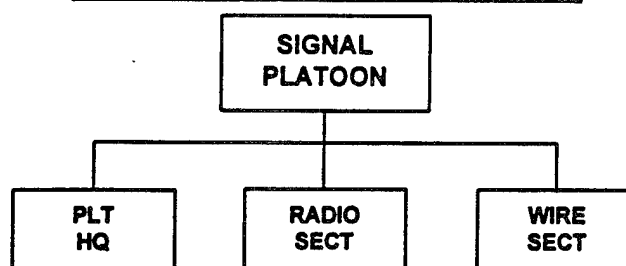 SIGNAL
PLATOON
PLT
HQ
RADIO
SECT
WIRE
SECT